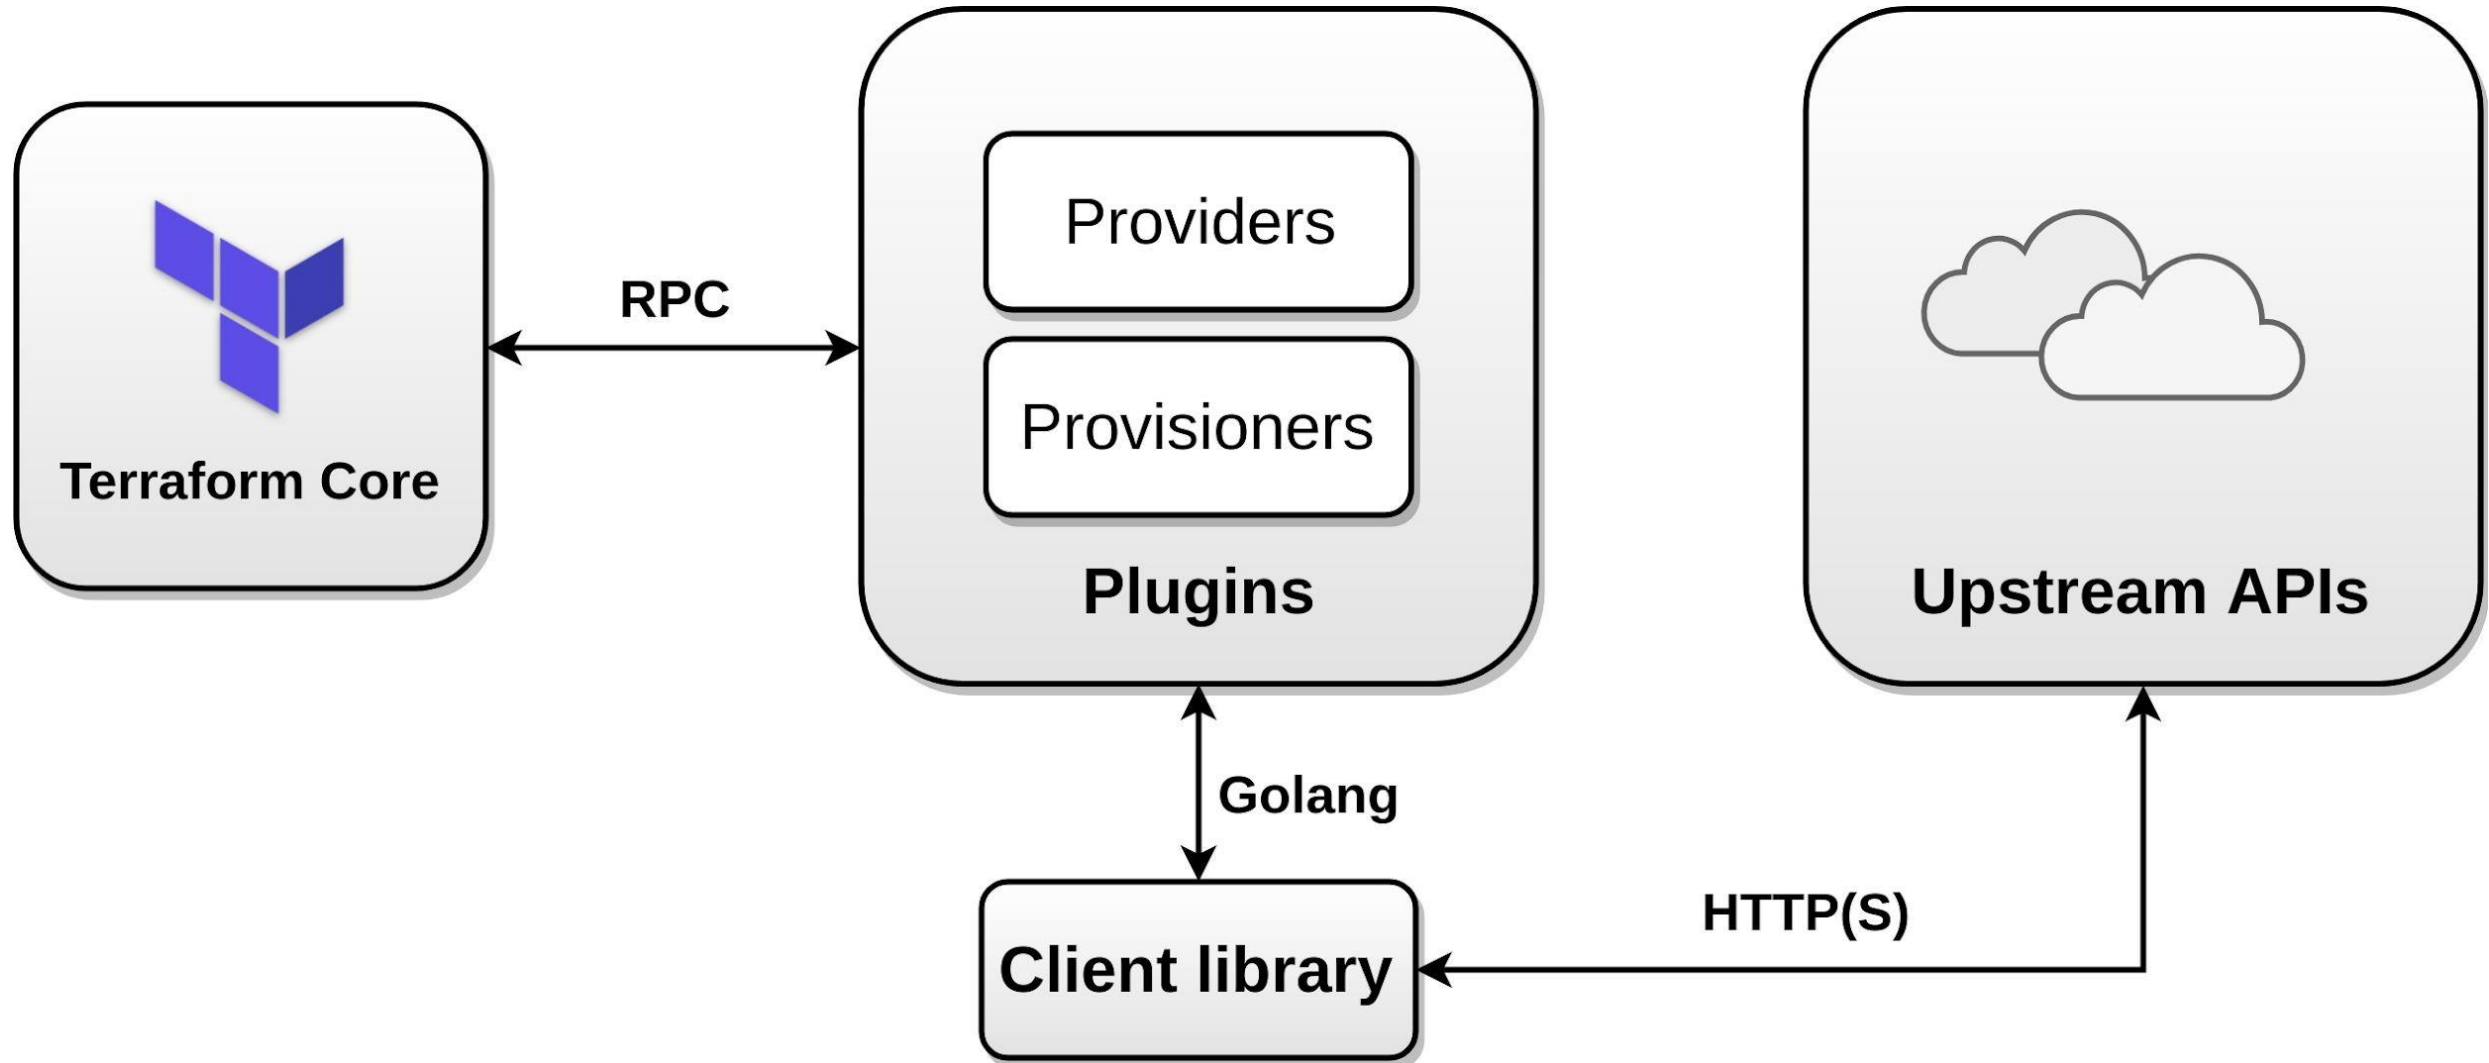 Terraform Core
RPC
Providers
Provisioners
Plugins
Upstream APIs
Golang
Client library
HTTP(S)